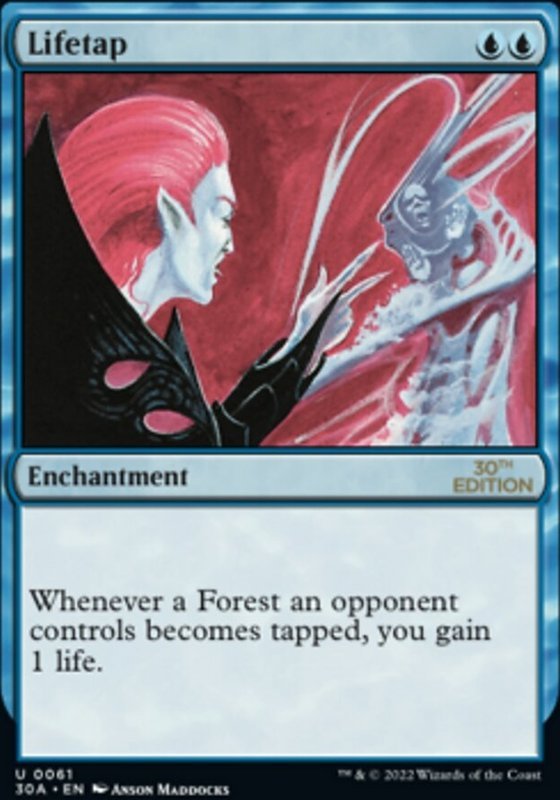 Lifetap
Enchantment
30TH
EDITION
Whenever a Forest an opponent
controls becomes tapped, you gain
1 life.
U 0061
30A • EN Anson Maddocks
™ & © 2022 Wizards of the Coast